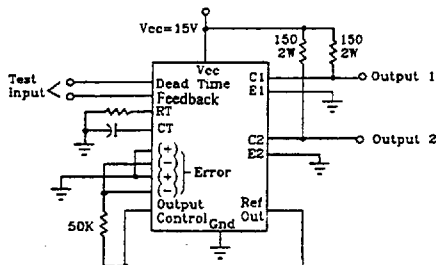 Vcc=15V
150
2W
150
2W
Vcc
Test
input
Dead Time
Feedback
RT
CT
(+)
(-)
(+)
(-)
Error
Output
Control
Gnd
Ref
Out
C1
E1
C2
E2
Output 1
Output 2
50K